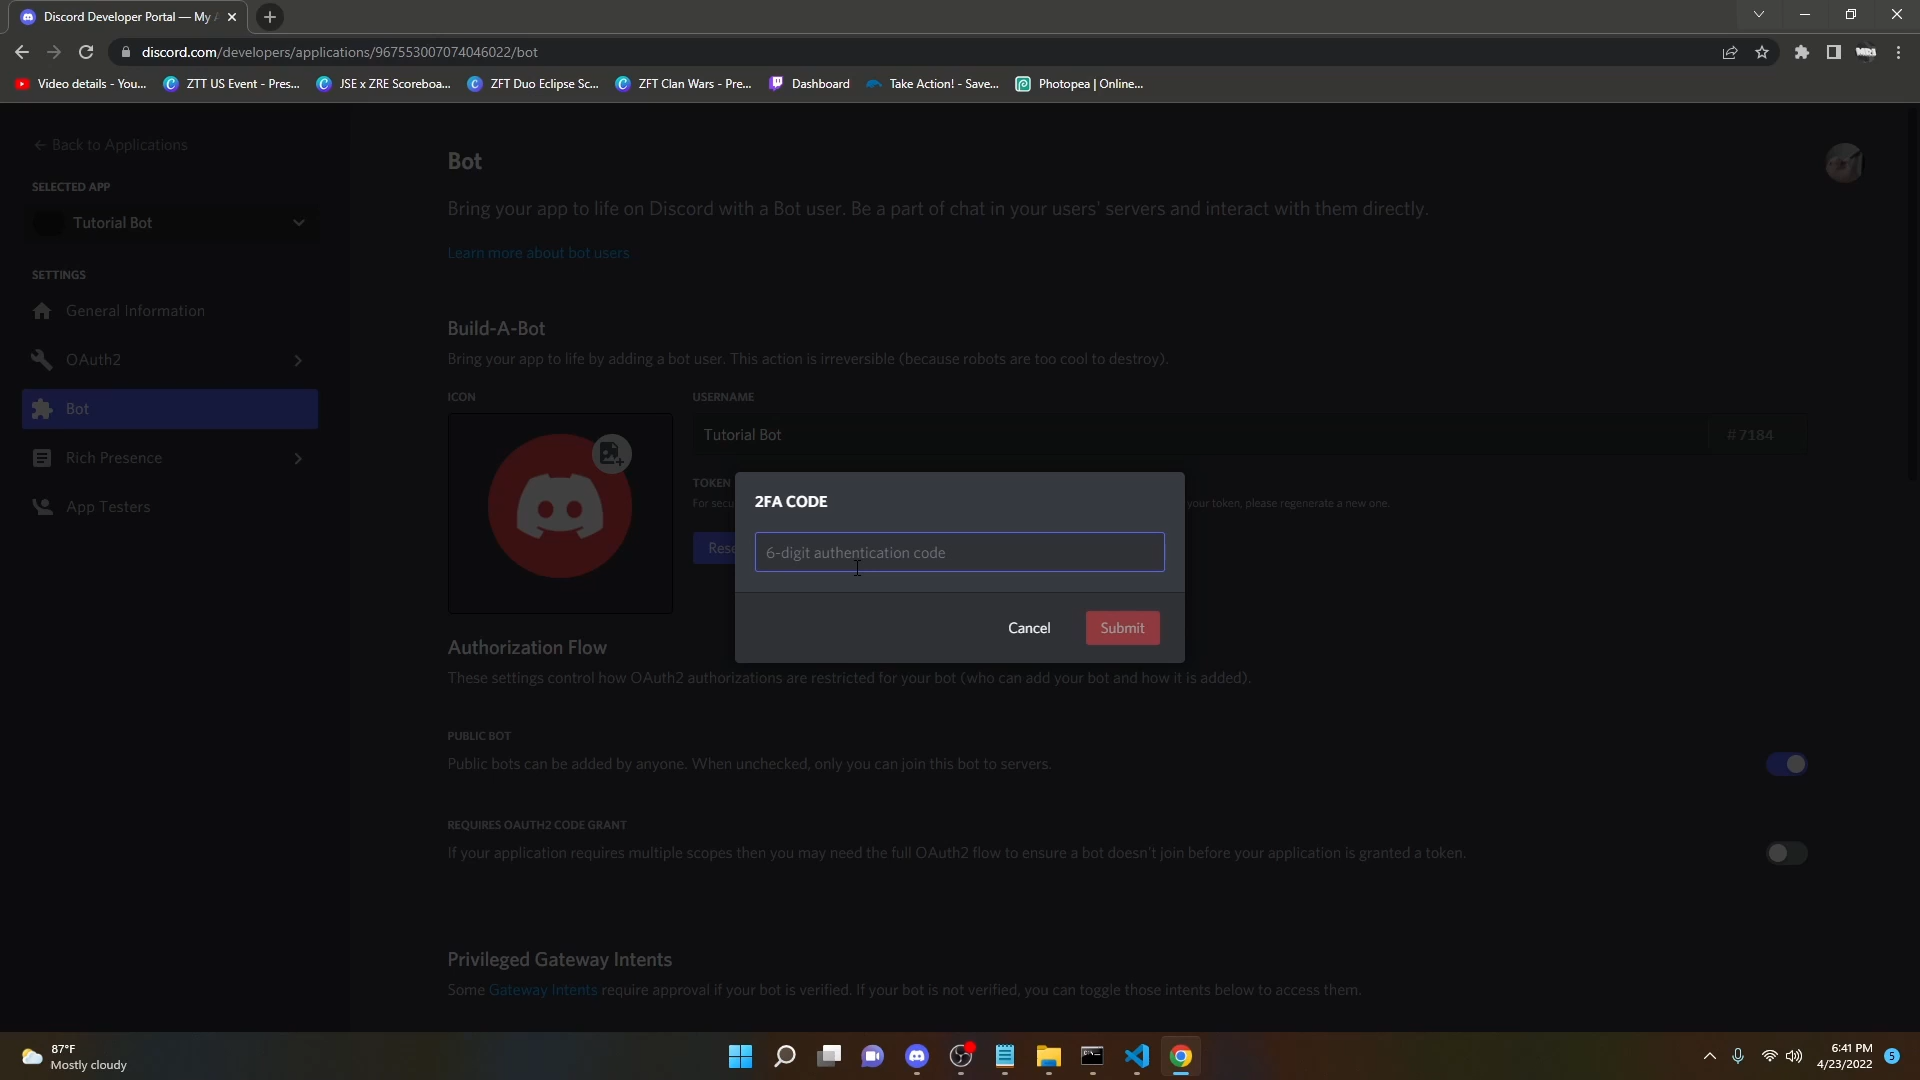 Discord Developer Portal — My A
discord.com/developers/applications/967553007074046022/bot
Video details - You...
ZTT US Event - Pres...
JSE x ZRE Scoreboa...
ZFT Duo Eclipse Sc...
ZFT Clan Wars - Pre...
Dashboard
Take Action! - Save...
Photopea | Online...
← Back to Applications
SELECTED APP
Tutorial Bot
SETTINGS
General Information
OAuth2
Bot
Rich Presence
App Testers
Bot
Bring your app to life on Discord with a Bot user. Be a part of chat in your users' servers and interact with them directly.
Learn more about bot users
Build-A-Bot
Bring your app to life by adding a bot user. This action is irreversible (because robots are too cool to destroy).
ICON
USERNAME
Tutorial Bot
#7184
TOKEN
For secu
your token, please regenerate a new one.
Rese
2FA CODE
6-digit authentication code
Cancel
Submit
Authorization Flow
These settings control how OAuth2 authorizations are restricted for your bot (who can add your bot and how it is added).
PUBLIC BOT
Public bots can be added by anyone. When unchecked, only you can join this bot to servers.
REQUIRES OAUTH2 CODE GRANT
If your application requires multiple scopes then you may need the full OAuth2 flow to ensure a bot doesn't join before your application is granted a token.
Privileged Gateway Intents
Some Gateway Intents require approval if your bot is verified. If your bot is not verified, you can toggle those intents below to access them.
87°F
Mostly cloudy
6:41 PM
4/23/2022
5